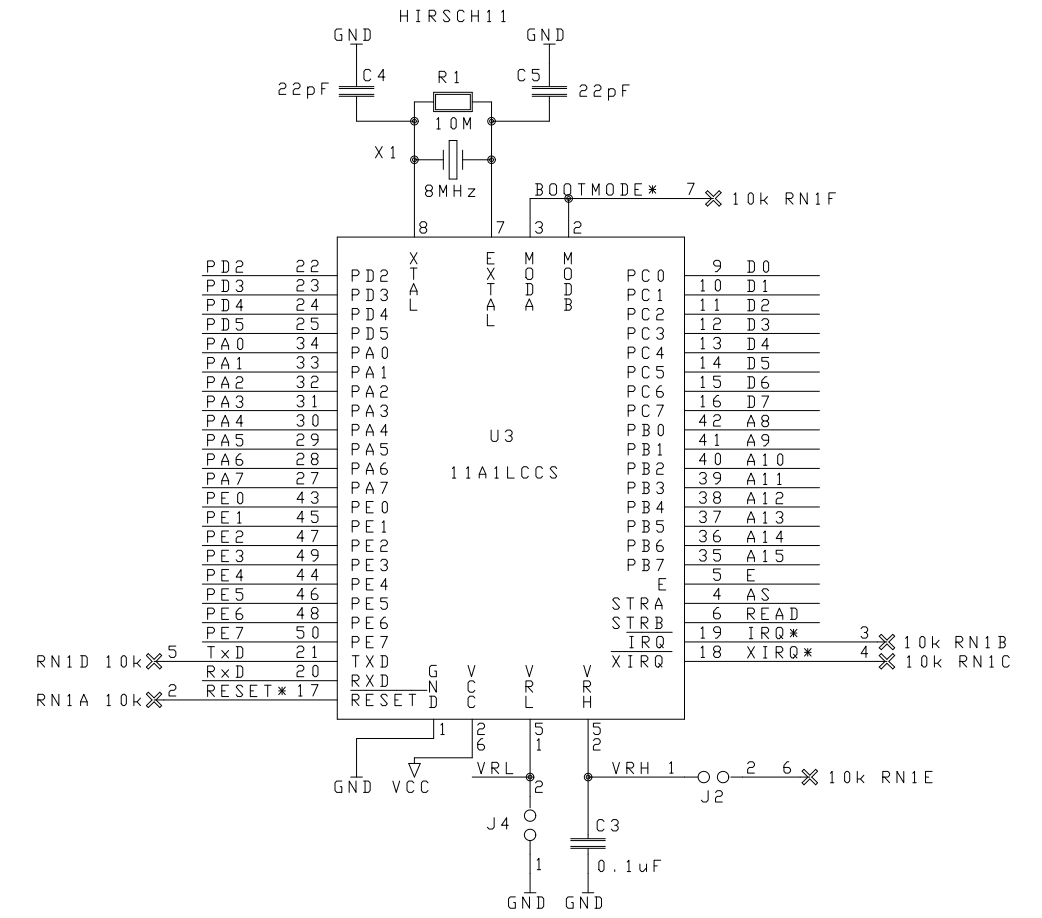 HIRSCH11
GND GND
C4 R1 C5
22pF 22pF
10M
X1
8MHz
BOOTMODE* 7 10k RN1F
8 7 3 2
XTAL EXTAL MODA MODB
PD2 22 PD2 PC0 9 D0
PD3 23 PD3 PC1 10 D1
PD4 24 PD4 PC2 11 D2
PD5 25 PD5 PC3 12 D3
PA0 34 PA0 PC4 13 D4
PA1 33 PA1 PC5 14 D5
PA2 32 PA2 PC6 15 D6
PA3 31 PA3 PC7 16 D7
PA4 30 PA4 PB0 42 A8
PA5 29 PA5 PB1 41 A9
PA6 28 PA6 PB2 40 A10
PA7 27 PA7 PB3 39 A11
PE0 43 PE0 PB4 38 A12
PE1 45 PE1 PB5 37 A13
PE2 47 PE2 PB6 36 A14
PE3 49 PE3 PB7 35 A15
PE4 44 PE4 E 5 E
PE5 46 PE5 STRA 4 AS
PE6 48 PE6 STRB 6 READ
PE7 50 PE7 IRQ 19 IRQ* 3 10k RN1B
RN1D 10k 5 TxD 21 TXD XIRQ 18 XIRQ* 4 10k RN1C
RxD 20 RXD
RN1A 10k 2 RESET* 17 RESET
U3
11A1LCCS
GND VCC VRL VRH
1 26 51 52
GND VCC
VRL VRH 1 2 6 10k RN1E
J2
2
J4 C3
1 0.1uF
GND GND